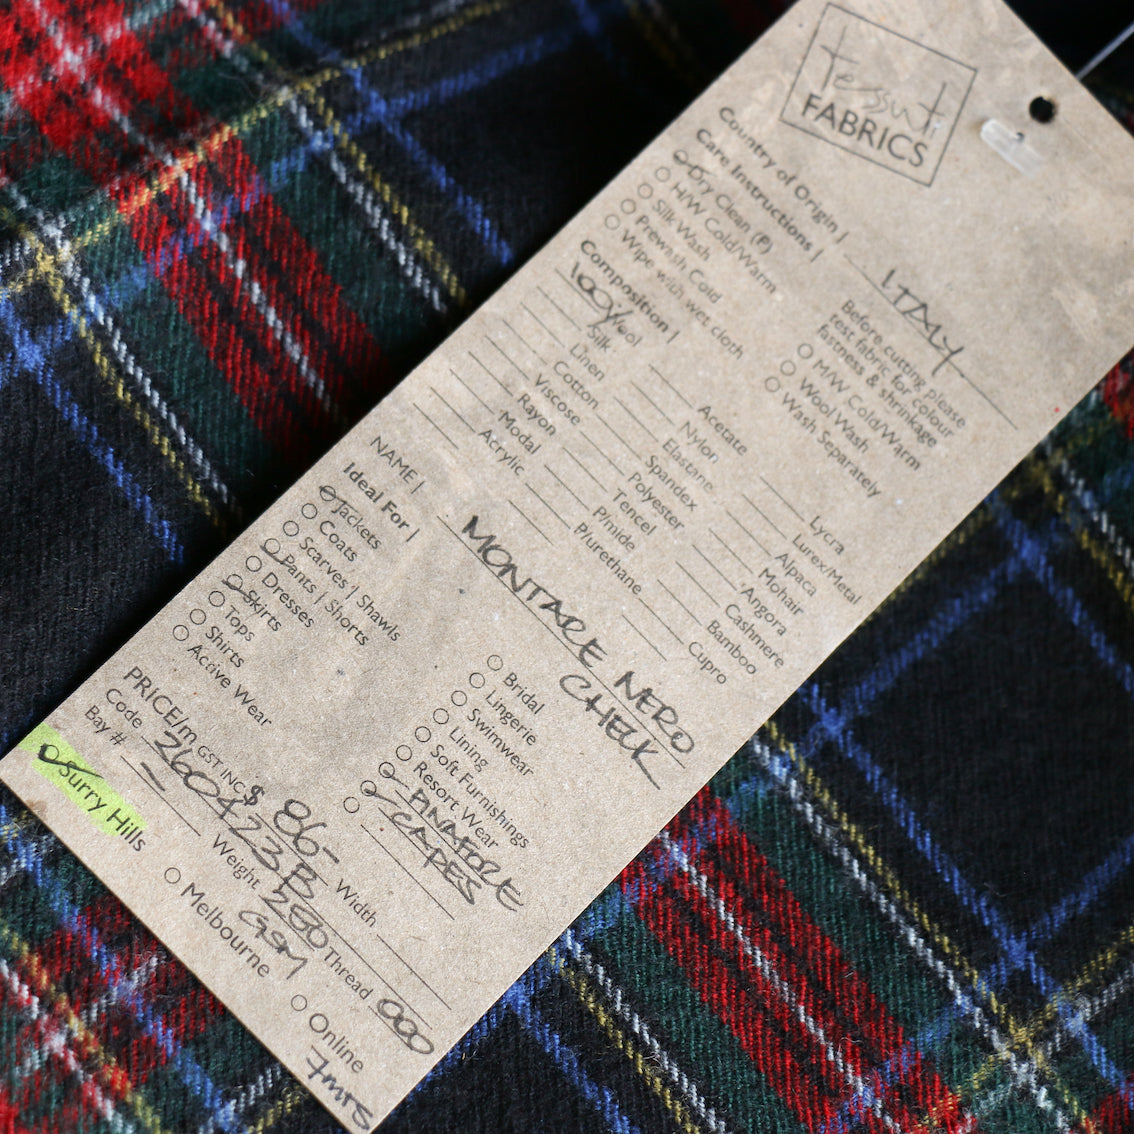 Tessuti
FABRICS
Country of Origin | ITALY
Care Instructions |
Dry Clean (P)
H/W Cold/Warm
Silk Wash
Prewash Cold
Wipe with wet cloth
Before cutting please
test fabric for colour
fastness & shrinkage
M/W Cold/Warm
Wool Wash
Wash Separately
Composition |
100% Wool
Silk
Linen
Cotton
Viscose
Rayon
Modal
Acrylic
Acetate
Nylon
Elastane
Spandex
Polyester
Tencel
P/mide
P/urethane
Lycra
Lurex/Metal
Alpaca
Mohair
Angora
Cashmere
Bamboo
Cupro
NAME | MONTARE NERO
CHECK
Ideal For |
Jackets
Coats
Scarves | Shawls
Pants | Shorts
Dresses
Skirts
Tops
Shirts
Active Wear
Bridal
Lingerie
Swimwear
Lining
Soft Furnishings
Resort Wear
PINAFORE
CAPES
PRICE/m GST INC $ 86- Width
Code 3604423B Weight 280 GSM Thread 000
Bay # -
Surry Hills Melbourne Online
7mts